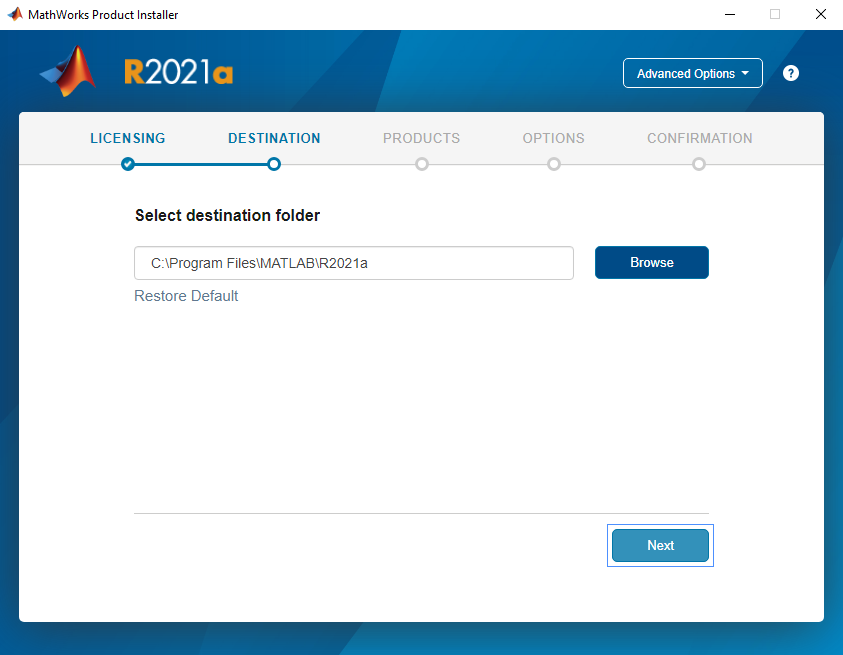 MathWorks Product Installer
R2021a
Advanced Options
?
LICENSING DESTINATION PRODUCTS OPTIONS CONFIRMATION
Select destination folder
C:\Program Files\MATLAB\R2021a
Browse
Restore Default
Next